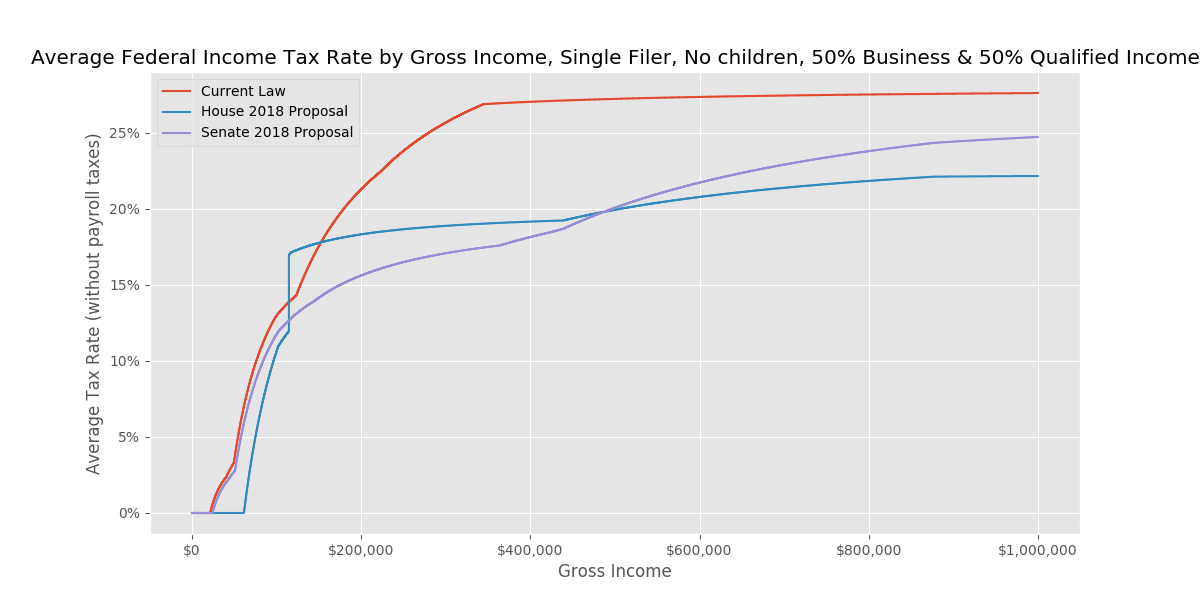 Average Federal Income Tax Rate by Gross Income, Single Filer, No children, 50% Business & 50% Qualified Income
Current Law
House 2018 Proposal
Senate 2018 Proposal
Average Tax Rate (without payroll taxes)
25%
20%
15%
10%
5%
0%
$0
$200,000
$400,000
$600,000
$800,000
$1,000,000
Gross Income